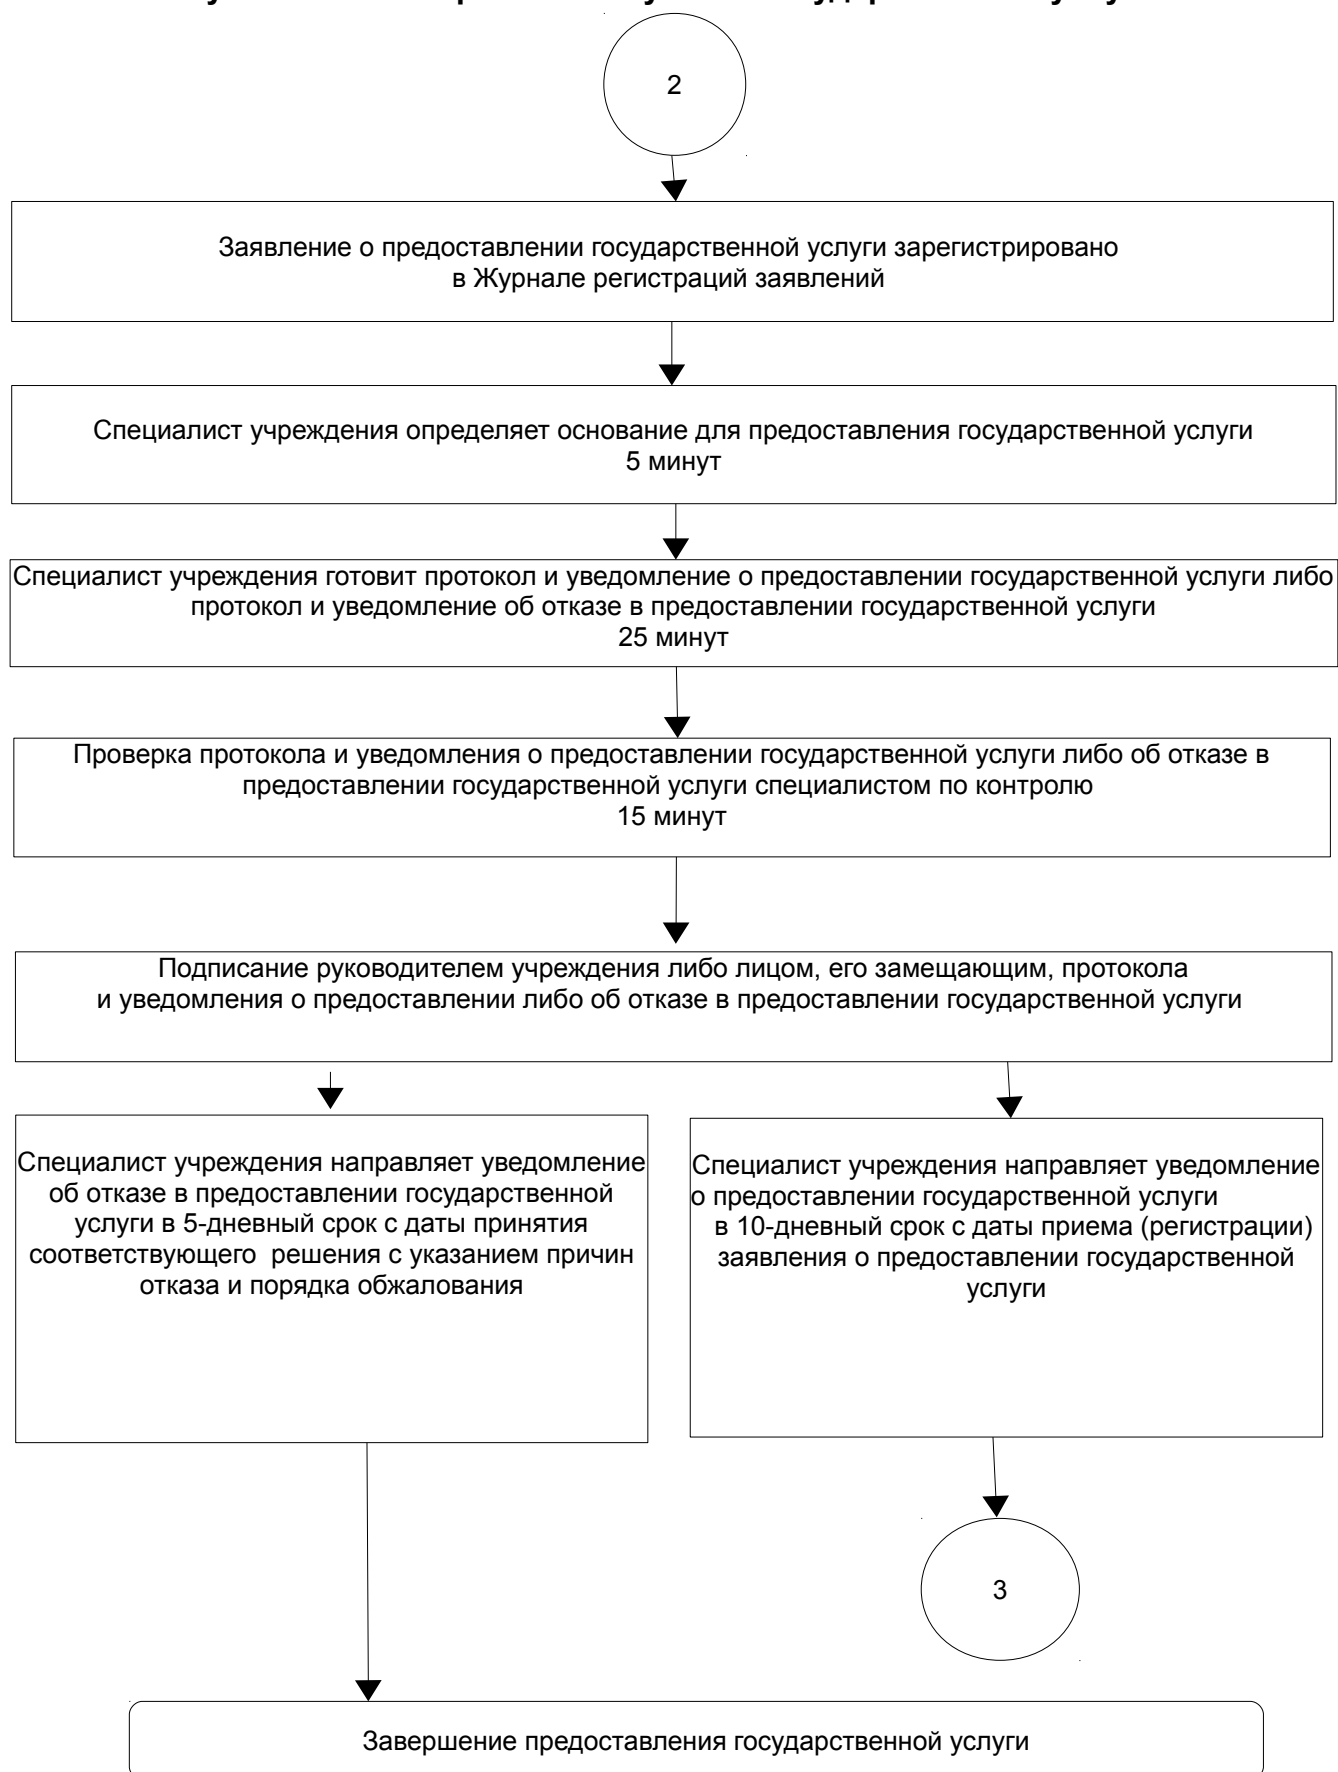 2
Заявление о предоставлении государственной услуги зарегистрировано
в Журнале регистраций заявлений
Специалист учреждения определяет основание для предоставления государственной услуги
5 минут
Специалист учреждения готовит протокол и уведомление о предоставлении государственной услуги либо
протокол и уведомление об отказе в предоставлении государственной услуги
25 минут
Проверка протокола и уведомления о предоставлении государственной услуги либо об отказе в
предоставлении государственной услуги специалистом по контролю
15 минут
Подписание руководителем учреждения либо лицом, его замещающим, протокола
и уведомления о предоставлении либо об отказе в предоставлении государственной услуги
Специалист учреждения направляет уведомление
об отказе в предоставлении государственной
услуги в 5-дневный срок с даты принятия
соответствующего  решения с указанием причин
отказа и порядка обжалования
Специалист учреждения направляет уведомление
о предоставлении государственной услуги
в 10-дневный срок с даты приема (регистрации)
заявления о предоставлении государственной
услуги
3
Завершение предоставления государственной услуги